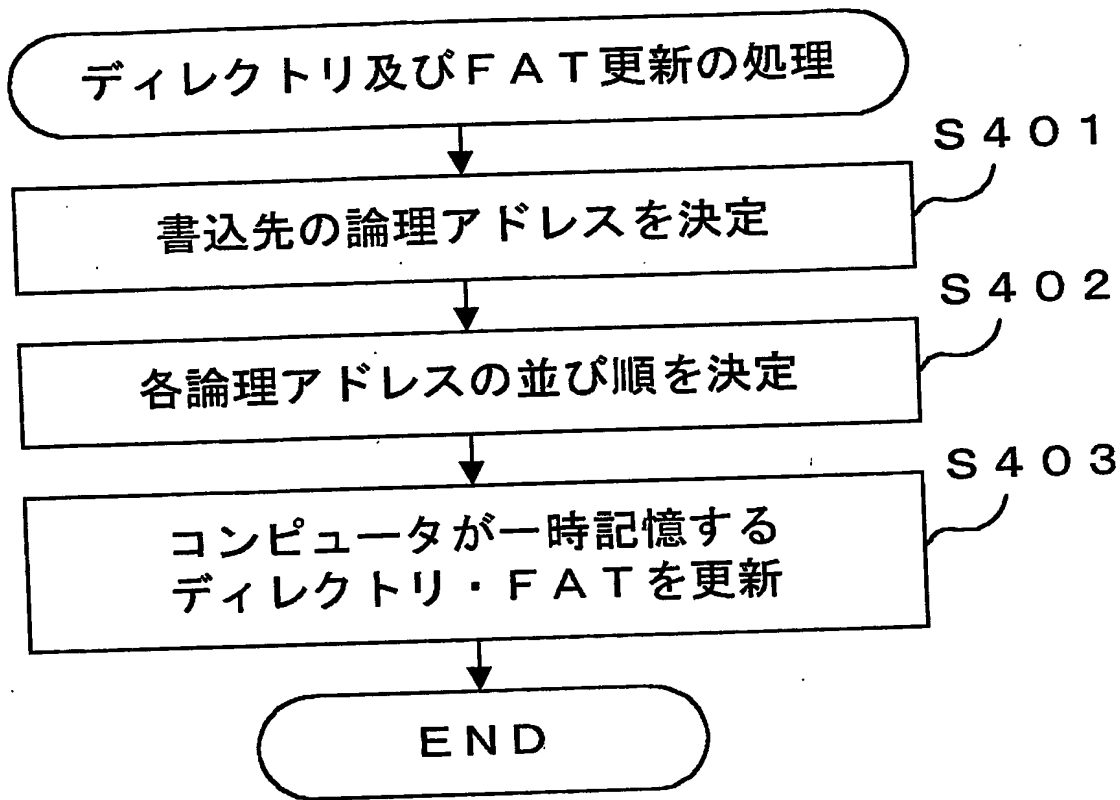 ディレクトリ及びＦＡＴ更新の処理
Ｓ４０１
書込先の論理アドレスを決定
Ｓ４０２
各論理アドレスの並び順を決定
Ｓ４０３
コンピュータが一時記憶する
ディレクトリ・ＦＡＴを更新
ＥＮＤ